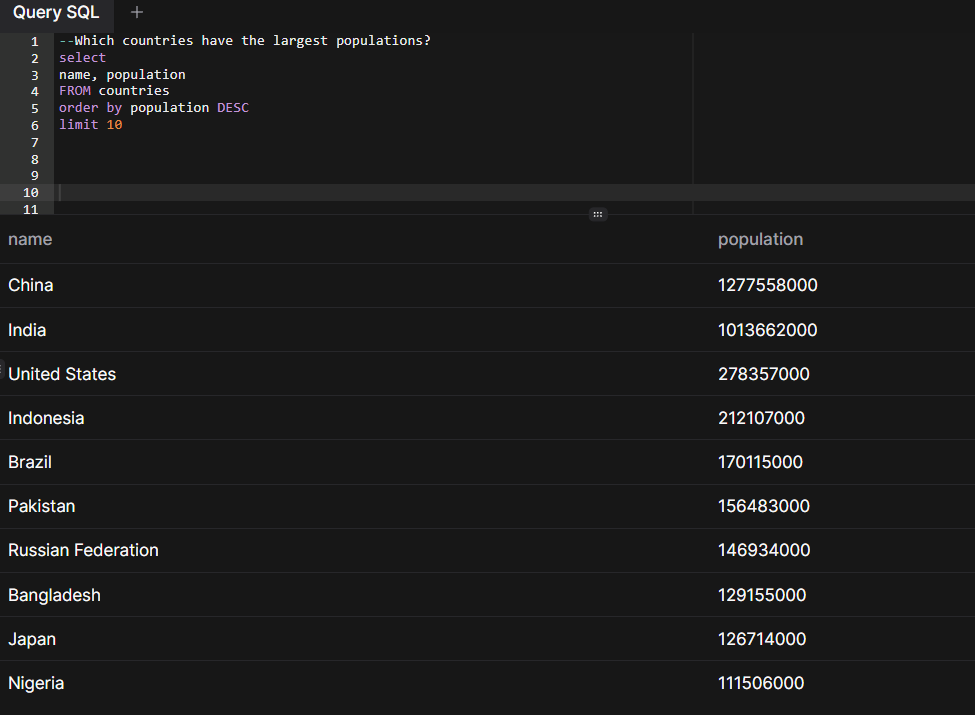 Query SQL +
1 --Which countries have the largest populations?
2 select
3 name, population
4 FROM countries
5 order by population DESC
6 limit 10
7
8
9
10
11
name population
China 1277558000
India 1013662000
United States 278357000
Indonesia 212107000
Brazil 170115000
Pakistan 156483000
Russian Federation 146934000
Bangladesh 129155000
Japan 126714000
Nigeria 111506000